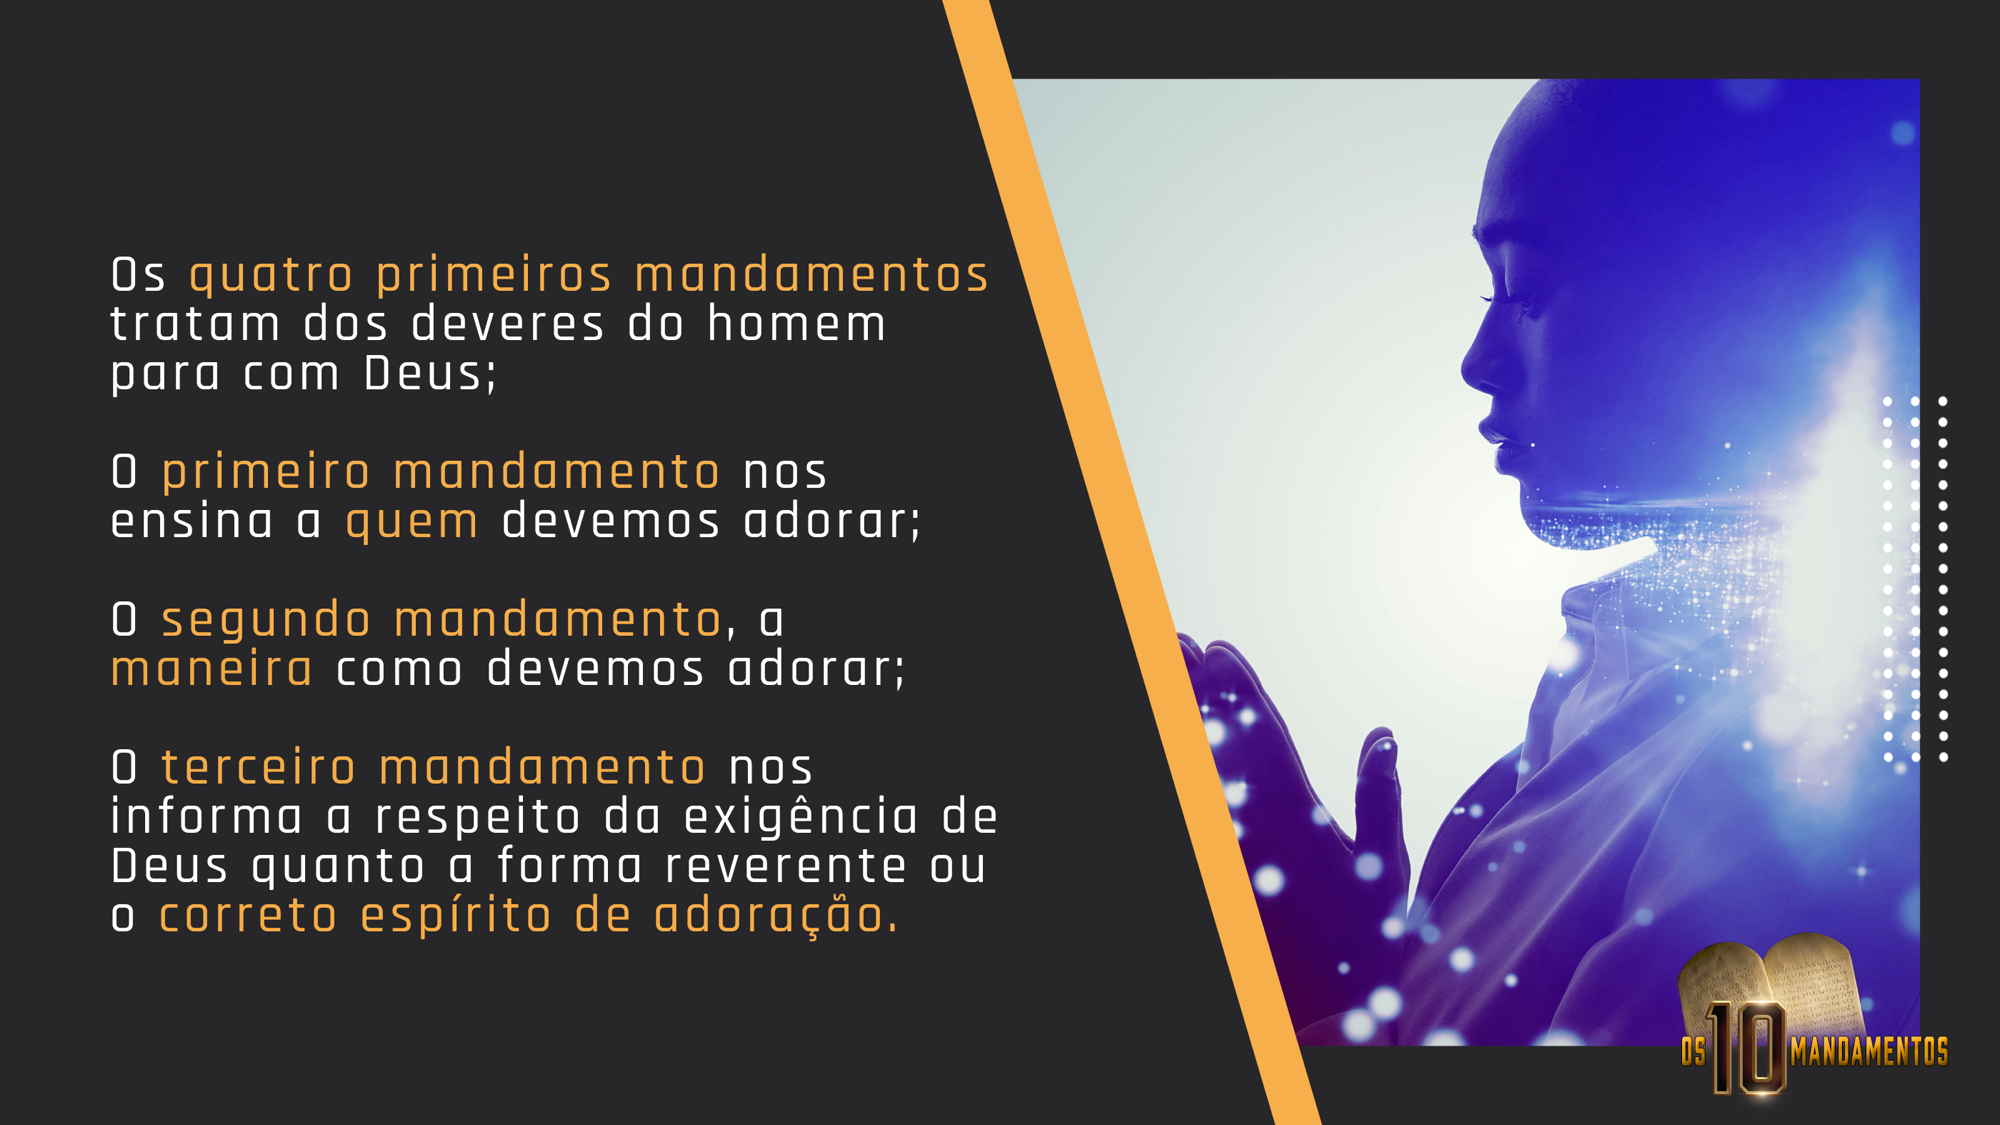 Os quatro primeiros mandamentos
tratam dos deveres do homem
para com Deus;
O primeiro mandamento nos
ensina a quem devemos adorar;
O segundo mandamento, a
maneira como devemos adorar;
O terceiro mandamento nos
informa a respeito da exigência de
Deus quanto a forma reverente ou
o correto espírito de adoração.
OS 10 MANDAMENTOS